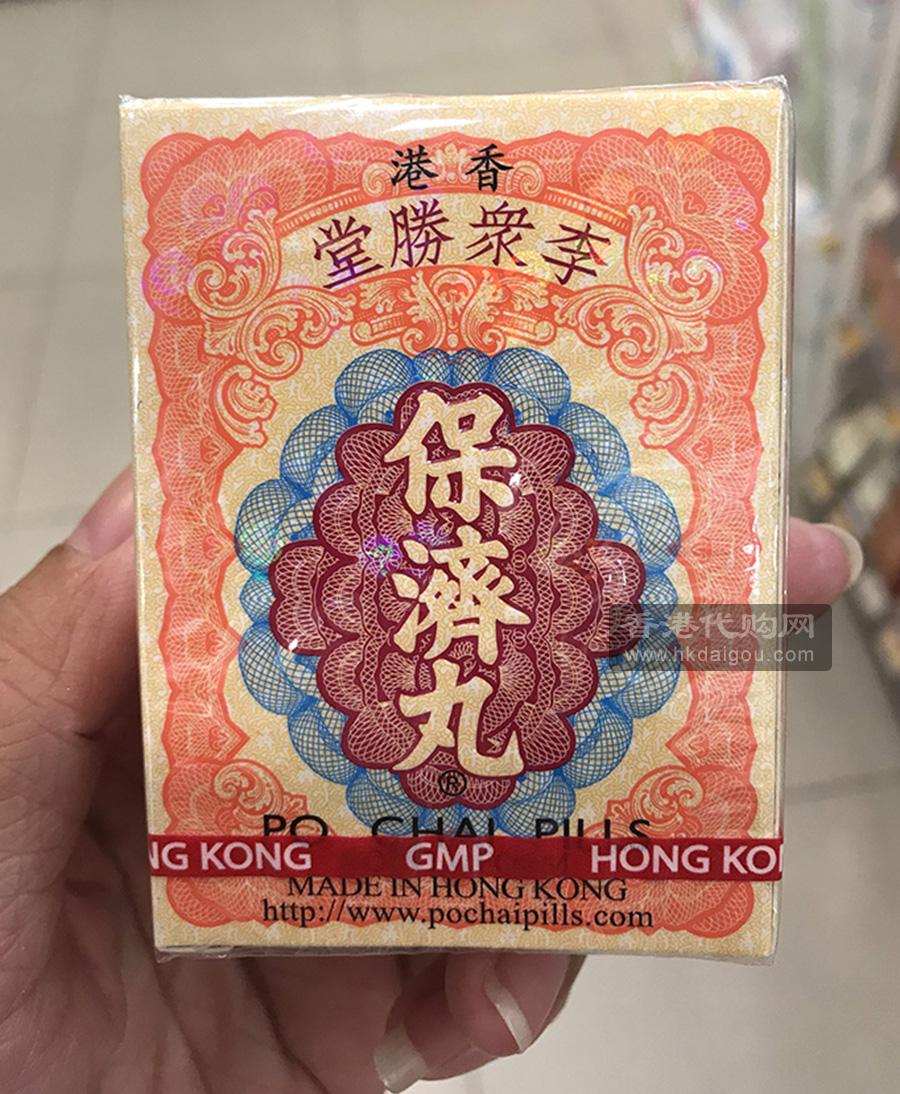 香港
李衆勝堂
保濟丸
®
PO CHAI PILLS
NG KONG GMP HONG KO
MADE IN HONG KONG
http://www.pochaipills.com
香港代购网
www.hkdaigou.com